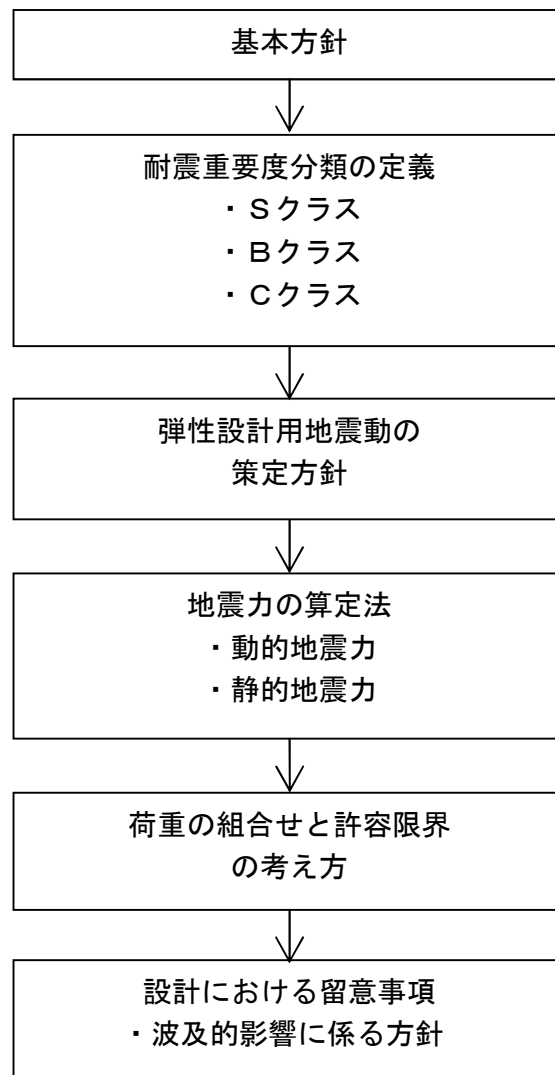 基本方針
耐震重要度分類の定義
・Sクラス
・Bクラス
・Cクラス
弾性設計用地震動の
策定方針
地震力の算定法
・動的地震力
・静的地震力
荷重の組合せと許容限界
の考え方
設計における留意事項
・波及的影響に係る方針